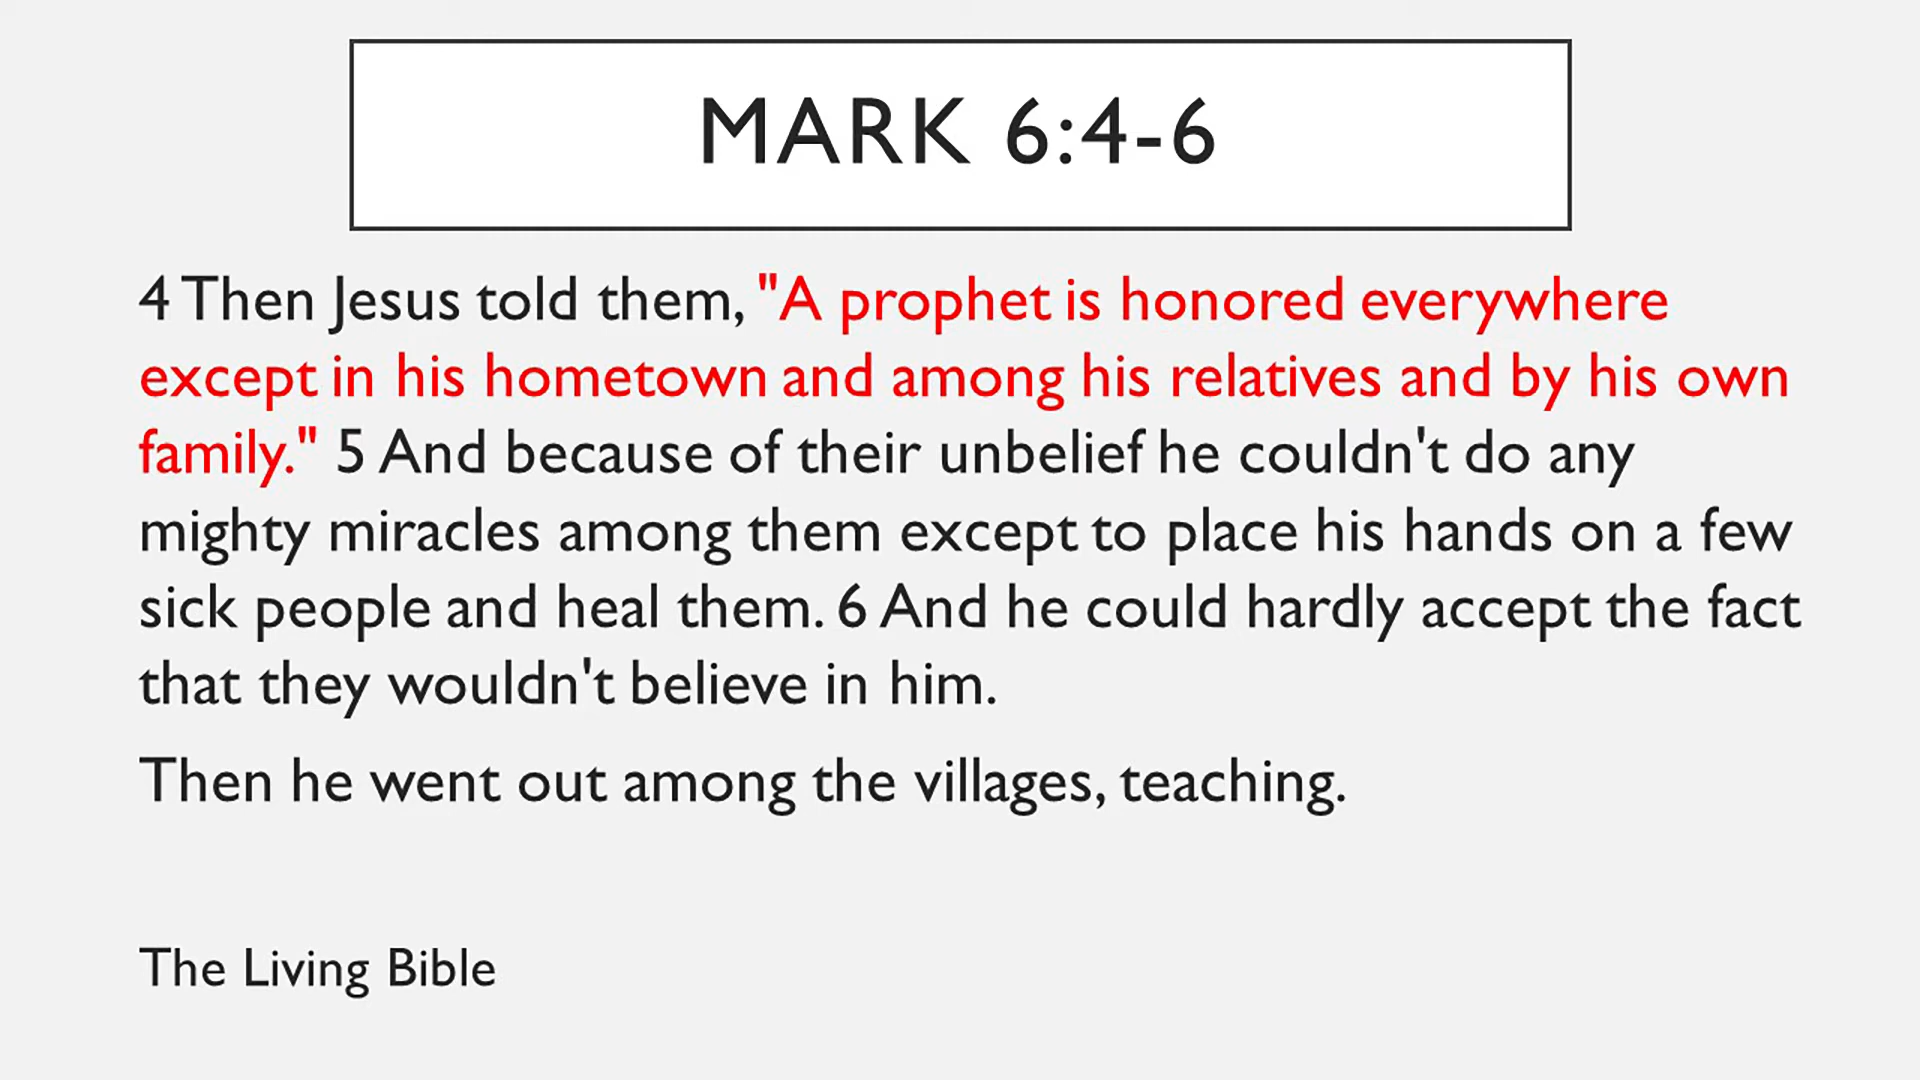 MARK 6:4-6
4 Then Jesus told them, "A prophet is honored everywhere
except in his hometown and among his relatives and by his own
family." 5 And because of their unbelief he couldn't do any
mighty miracles among them except to place his hands on a few
sick people and heal them. 6 And he could hardly accept the fact
that they wouldn't believe in him.
Then he went out among the villages, teaching.
The Living Bible